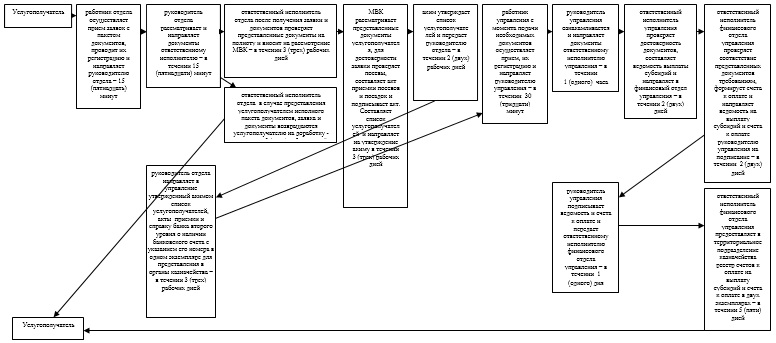 Услугополучатель
работник отдела
осуществляет
прием заявок с
пакетом
документов,
проводит их
регистрацию и
направляет
руководителю
отдела – 15
(пятнадцать)
минут
руководитель
отдела
рассматривает и
направляет
документы
ответственному
исполнителю – в
течении 15
(пятнадцати) минут
ответственный исполнитель
отдела после получения заявки и
документов проверяет
представленные документы на
полноту и вносит на рассмотрение
МВК – в течении 3 (трех) рабочих
дней
ответственный исполнитель
отдела в случае представления
услугополучателем неполного
пакета документов, заявка и
документы возвращаются
услугополучателю на доработку -
МВК
рассматривает
представленные
документы
услугополучател
я, для
достоверности
заявки проверяет
посевы,
составляет акт
приемки посевов
и посадок и
подписывает акт.
Составляет
список
услугополучател
ей и направляет
на утверждение
акиму в течении
3 (трех) рабочих
дней
аким утверждает
список
услугополучате
лей и передает
руководителю
отдела – в
течении 2 (двух)
рабочих дней
работник
управления с
момента подачи
необходимых
документов
осуществляет
прием, их
регистрацию и
направляет
руководителю
управления – в
течении 30
(тридцати)
минут
руководитель
управления
ознакамливается и
направляет
документы
ответственному
исполнителю
управления – в
течении
1 (одного) часа
ответственный
исполнитель
управления
проверяет
достоверность
документов,
составляет
ведомость выплаты
субсидий и
направляет в
финансовый отдел
управления – в
течении 2 (двух)
дней
ответственный
исполнитель
финансового
отдела
управления
проверяет
соответствие
представленных
документов
требованиям,
формирует счета
к оплате и
направляет
ведомость на
выплату
субсидий и счета
к оплате
руководителю
управления на
подписание – в
течении 2 (двух)
дней
руководитель отдела
направляет в
управление
утвержденный акимом
список
услугополучателей,
акты приемки и
справку банка второго
уровня о наличии
банковского счета с
указанием его номера в
одном экземпляре для
представления в
органы казначейства –
в течении 3 (трех)
рабочих дней
руководитель
управления
подписывает
ведомость и счета
к оплате и
передает
ответственному
исполнителю
финансового
отдела
управления – в
течении 1
(одного) дня
ответственный
исполнитель
финансового
отдела
управления
предоставляет в
территориальное
подразделение
казначейства
реестр счетов к
оплате на
выплату
субсидий и счета
к оплате в двух
экземплярах – в
течении 5 (пяти)
дней
Услугополучатель